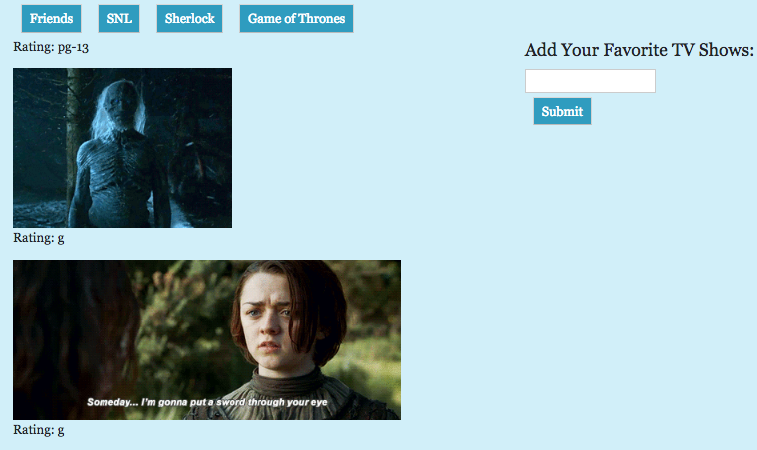 Friends SNL Sherlock Game of Thrones
Rating: pg-13
Add Your Favorite TV Shows:
Submit
Rating: g
Someday... I'm gonna put a sword through your eye
Rating: g